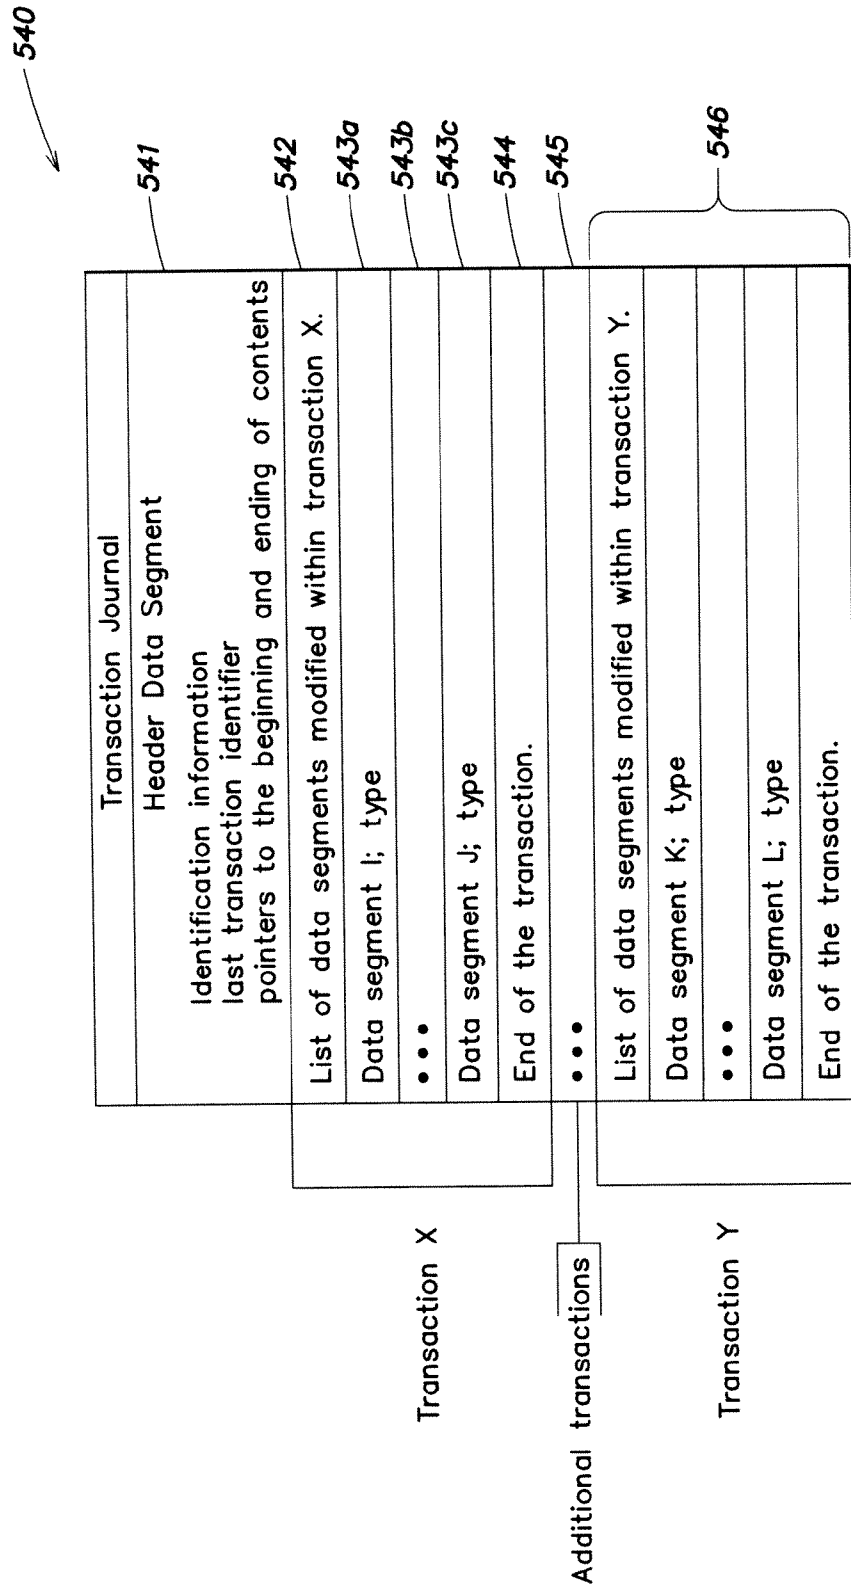 540
Transaction Journal
Header Data Segment
541
Identification information
last transaction identifier
pointers to the beginning and ending of contents
Transaction X
List of data segments modified within transaction X.
542
Data segment I; type
543a
•••
543b
Data segment J; type
543c
End of the transaction.
544
Additional transactions
•••
545
Transaction Y
List of data segments modified within transaction Y.
546
Data segment K; type
•••
Data segment L; type
End of the transaction.